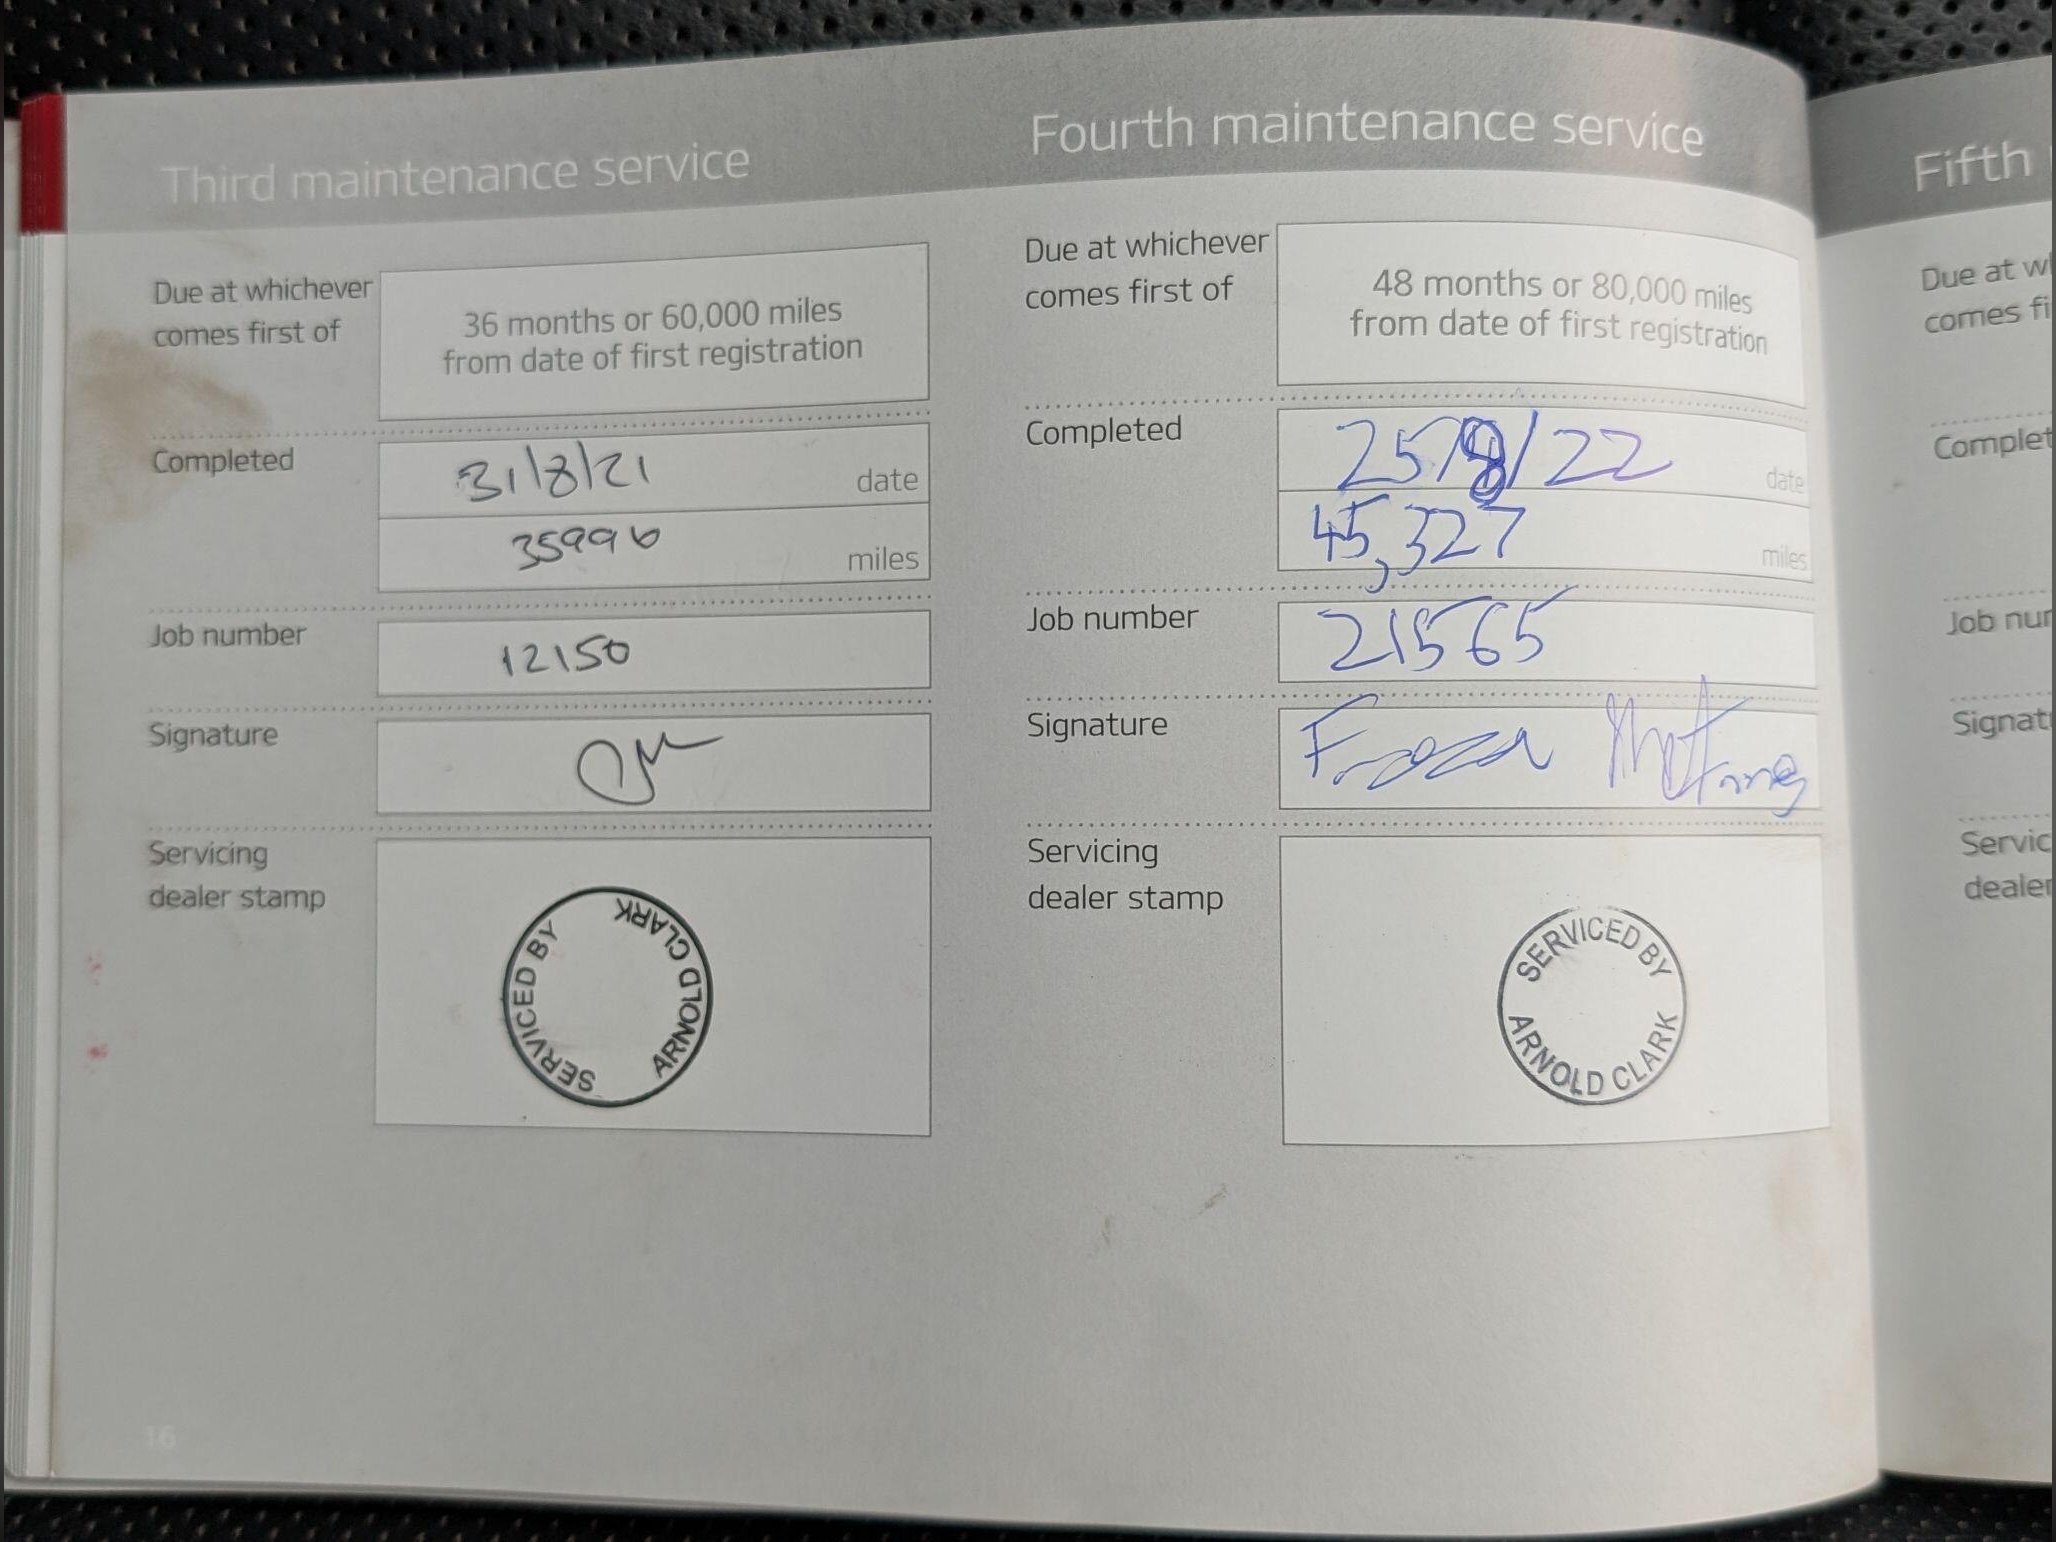 Third maintenance service
Due at whichever
comes first of
36 months or 60,000 miles
from date of first registration
Completed
31/8/21
date
35996
miles
Job number
12150
Signature
Servicing
dealer stamp
SERVICED BY
ARNOLD CLARK
16
Fourth maintenance service
Due at whichever
comes first of
48 months or 80,000 miles
from date of first registration
Completed
25/8/22
date
45,327
miles
Job number
21565
Signature
Servicing
dealer stamp
SERVICED BY
ARNOLD CLARK
Fifth
Due at
comes